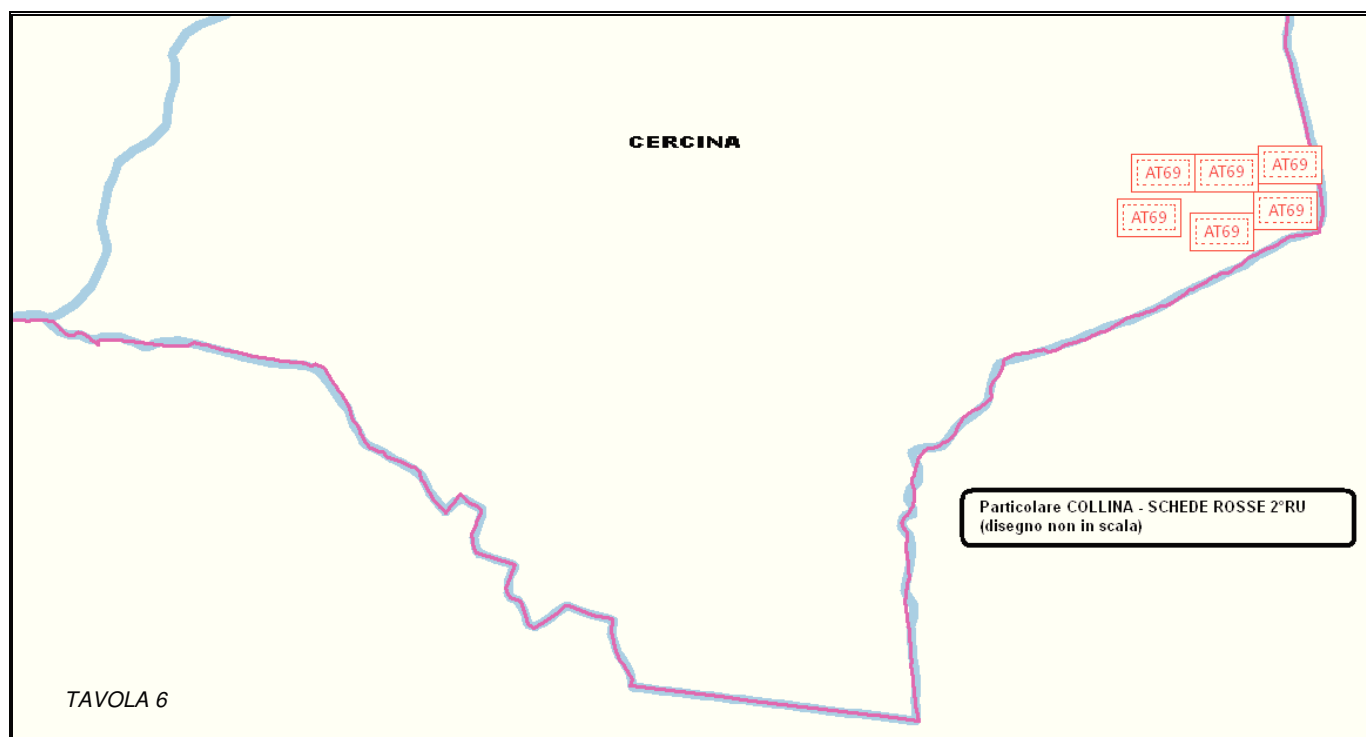 CERCINA
AT69 AT69 AT69
AT69 AT69 AT69
Particolare COLLINA - SCHEDE ROSSE 2°RU
(disegno non in scala)
TAVOLA 6